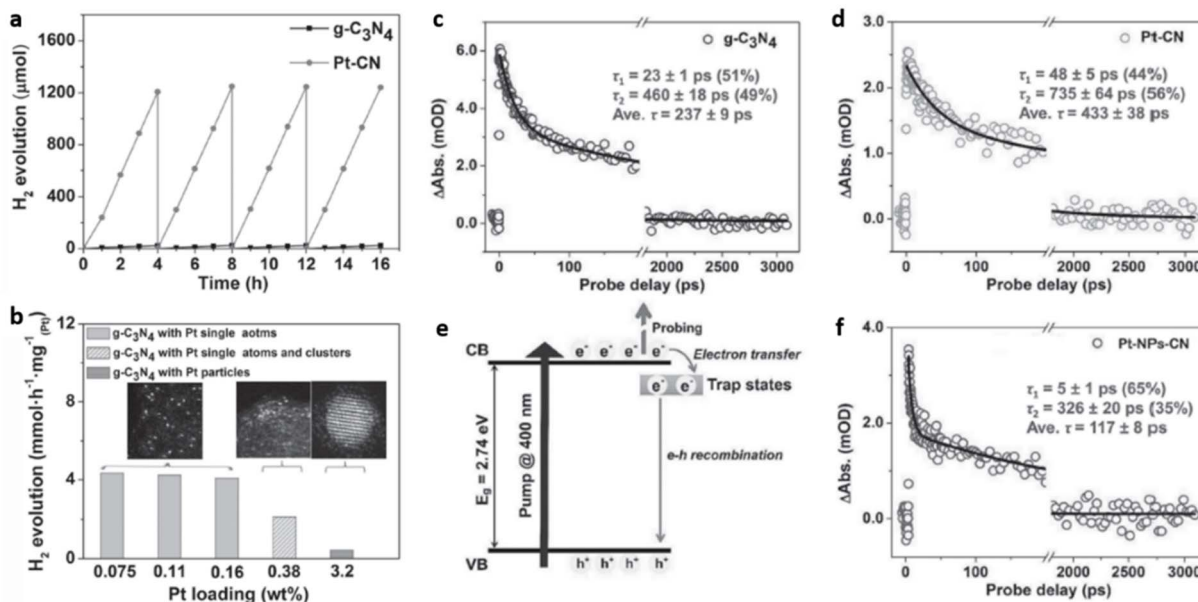 a
g-C3N4
Pt-CN
H2 evolution (μmol)
1600
1200
800
400
0
0 2 4 6 8 10 12 14 16
Time (h)
b
g-C3N4 with Pt single aotms
g-C3N4 with Pt single atoms and clusters
g-C3N4 with Pt particles
H2 evolution (mmol·h-1·mg-1(Pt))
12
8
4
0
0.075 0.11 0.16 0.38 3.2
Pt loading (wt%)
c
g-C3N4
τ1 = 23 ± 1 ps (51%)
τ2 = 460 ± 18 ps (49%)
Ave. τ = 237 ± 9 ps
ΔAbs. (mOD)
6.0
4.0
2.0
0.0
0 100 2000 2500 3000
Probe delay (ps)
d
Pt-CN
τ1 = 48 ± 5 ps (44%)
τ2 = 735 ± 64 ps (56%)
Ave. τ = 433 ± 38 ps
ΔAbs. (mOD)
3.0
2.0
1.0
0.0
0 100 2000 2500 3000
Probe delay (ps)
e
Probing
CB
e- e- e- e-
Electron transfer
e- e-
Trap states
Eg = 2.74 eV
Pump @ 400 nm
e-h recombination
VB
h+ h+ h+ h+
f
Pt-NPs-CN
τ1 = 5 ± 1 ps (65%)
τ2 = 326 ± 20 ps (35%)
Ave. τ = 117 ± 8 ps
ΔAbs. (mOD)
4.0
2.0
0.0
0 100 2000 2500 3000
Probe delay (ps)